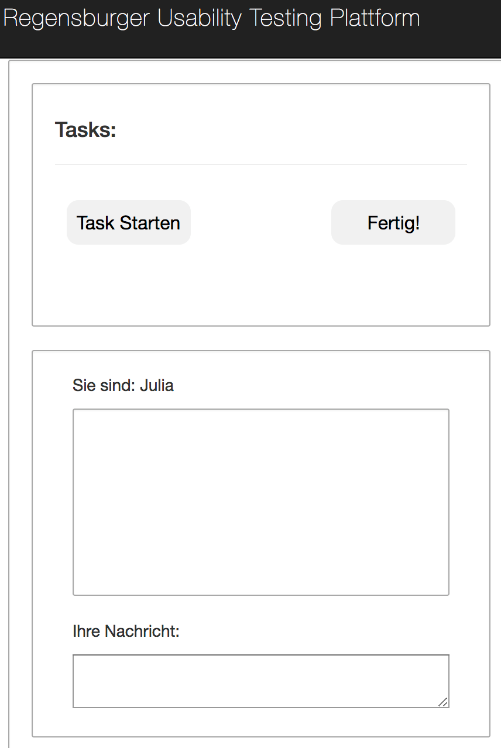 Regensburger Usability Testing Plattform
Tasks:
Task Starten
Fertig!
Sie sind: Julia
Ihre Nachricht: